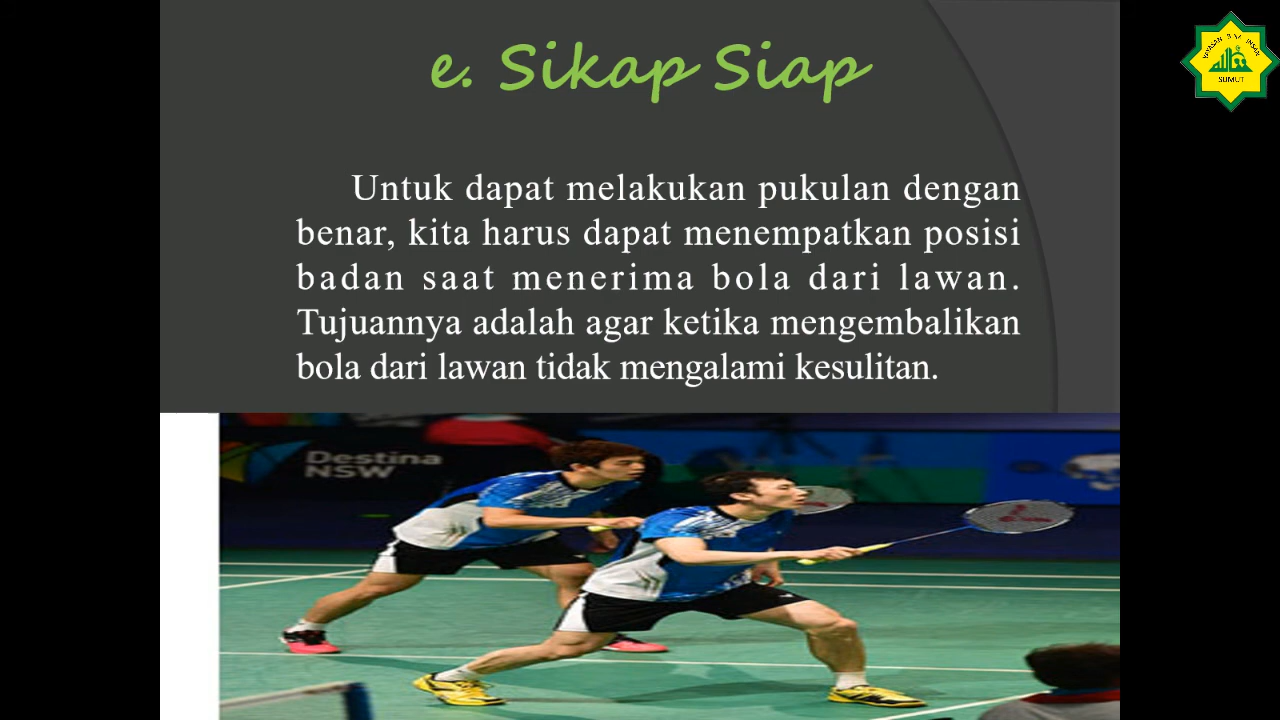 e. Sikap Siap
Untuk dapat melakukan pukulan dengan
benar, kita harus dapat menempatkan posisi
badan saat menerima bola dari lawan.
Tujuannya adalah agar ketika mengembalikan
bola dari lawan tidak mengalami kesulitan.
Destina
NSW
SUMUT